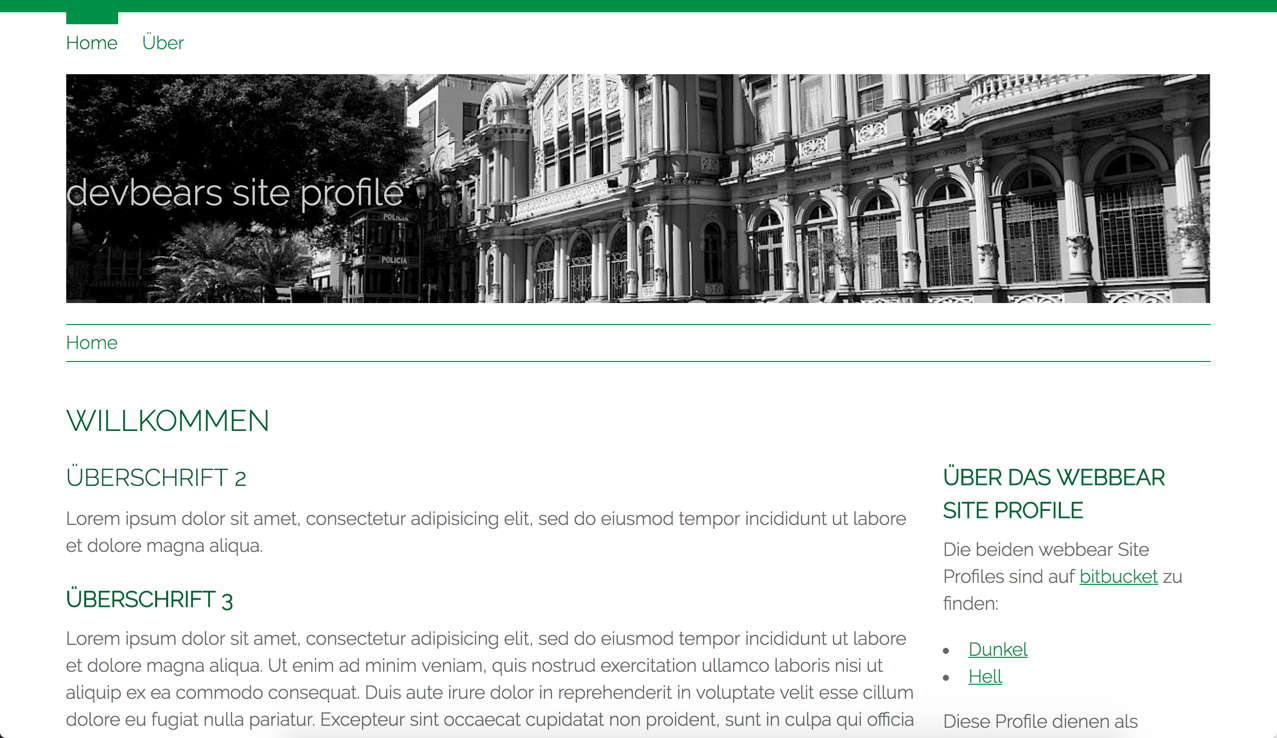 Home Über
devbears site profile
POLICIA
POLICIA
Home
WILLKOMMEN
ÜBERSCHRIFT 2
Lorem ipsum dolor sit amet, consectetur adipisicing elit, sed do eiusmod tempor incididunt ut labore
et dolore magna aliqua.
ÜBERSCHRIFT 3
Lorem ipsum dolor sit amet, consectetur adipisicing elit, sed do eiusmod tempor incididunt ut labore
et dolore magna aliqua. Ut enim ad minim veniam, quis nostrud exercitation ullamco laboris nisi ut
aliquip ex ea commodo consequat. Duis aute irure dolor in reprehenderit in voluptate velit esse cillum
dolore eu fugiat nulla pariatur. Excepteur sint occaecat cupidatat non proident, sunt in culpa qui officia
ÜBER DAS WEBBEAR
SITE PROFILE
Die beiden webbear Site
Profiles sind auf bitbucket zu
finden:
• Dunkel
• Hell
Diese Profile dienen als